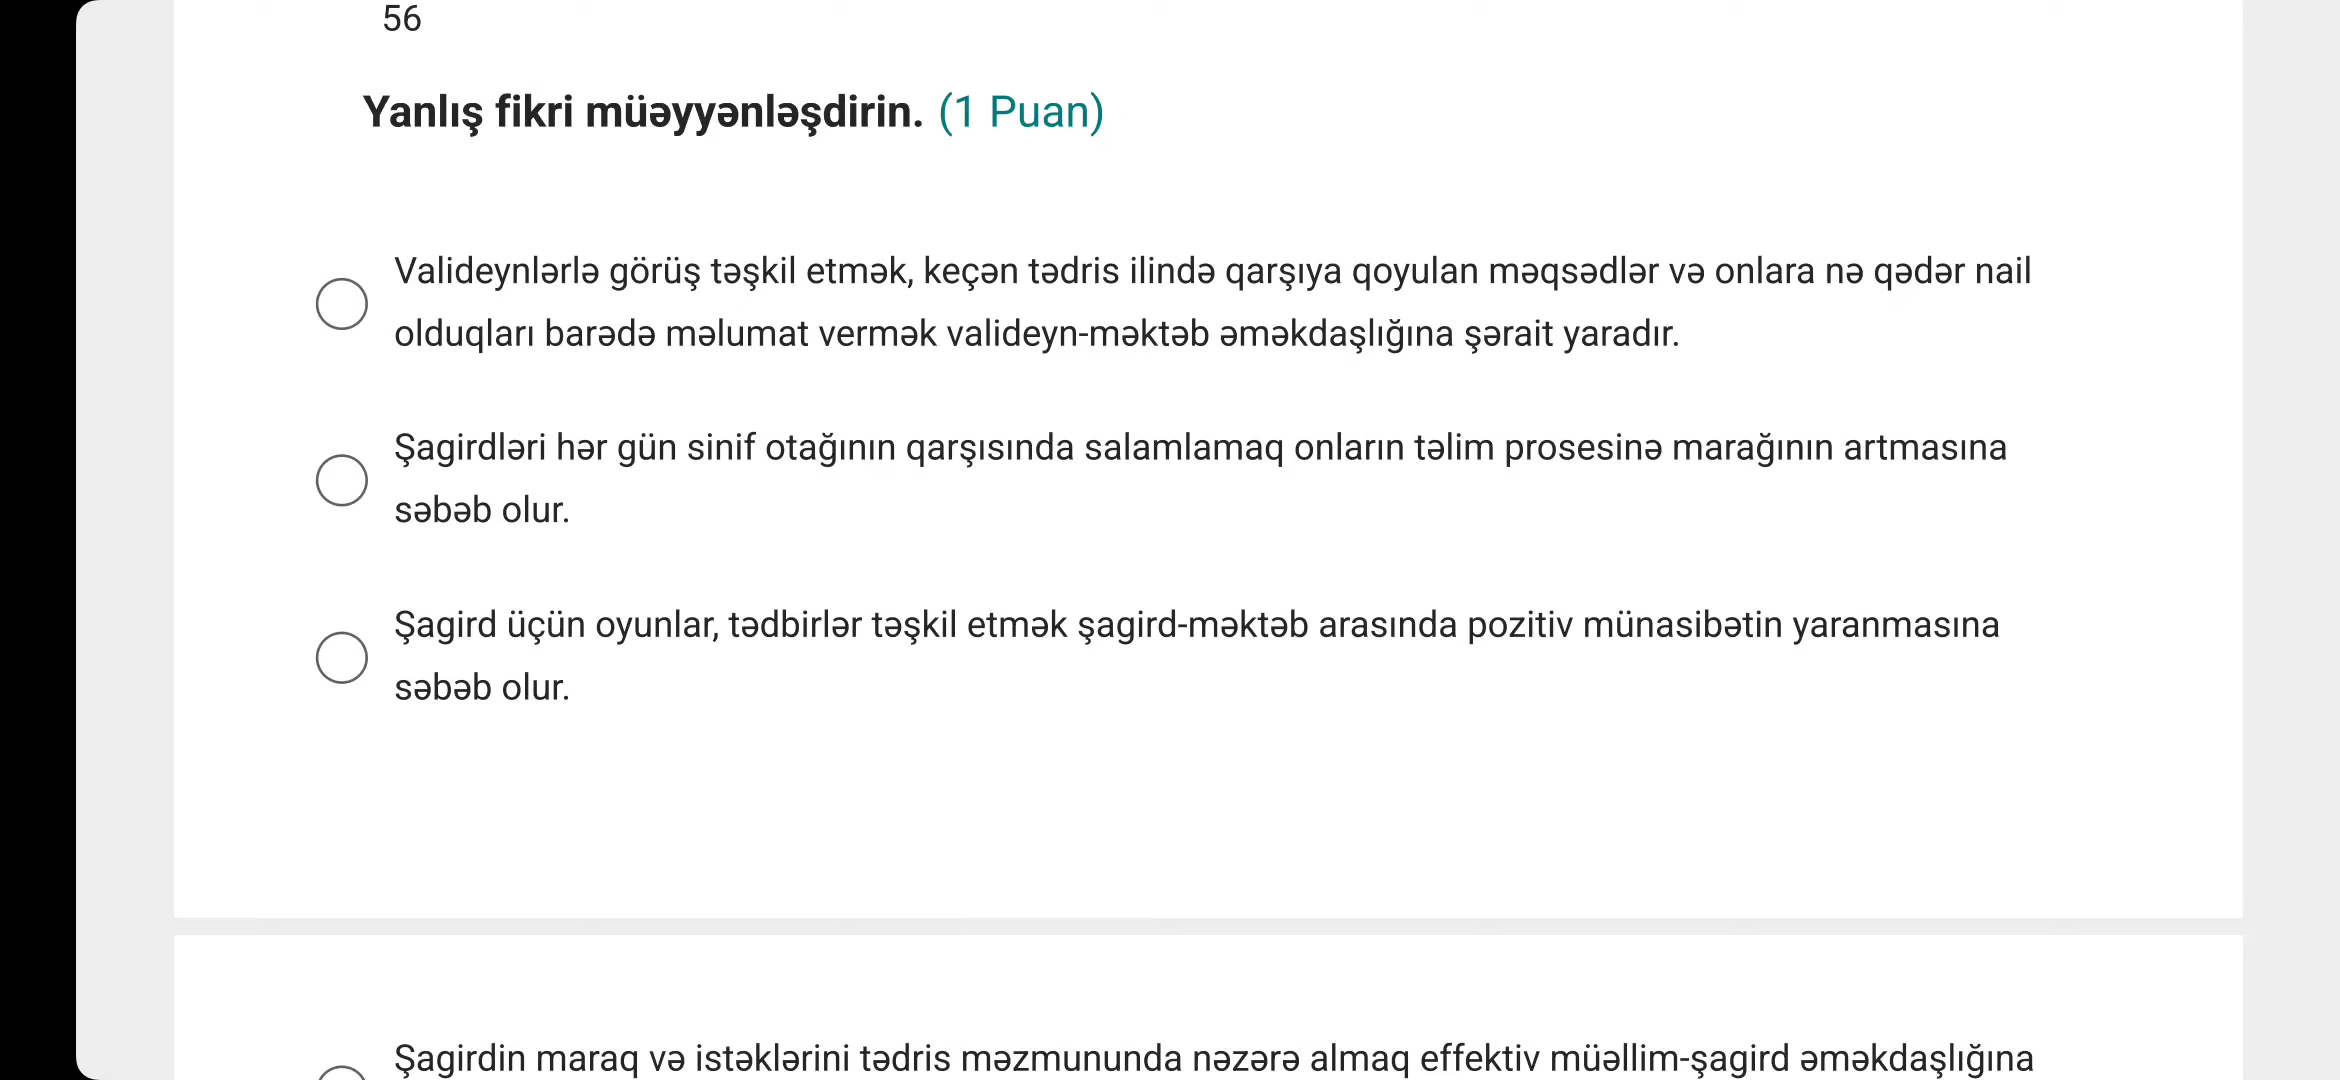 56
Yanlış fikri müəyyənləşdirin. (1 Puan)
Valideynlərlə görüş təşkil etmək, keçən tədris ilində qarşıya qoyulan məqsədlər və onlara nə qədər nail
olduqları barədə məlumat vermək valideyn-məktəb əməkdaşlığına şərait yaradır.
Şagirdləri hər gün sinif otağının qarşısında salamlamaq onların təlim prosesinə marağının artmasına
səbəb olur.
Şagird üçün oyunlar, tədbirlər təşkil etmək şagird-məktəb arasında pozitiv münasibətin yaranmasına
səbəb olur.
Şagirdin maraq və istəklərini tədris məzmununda nəzərə almaq effektiv müəllim-şagird əməkdaşlığına